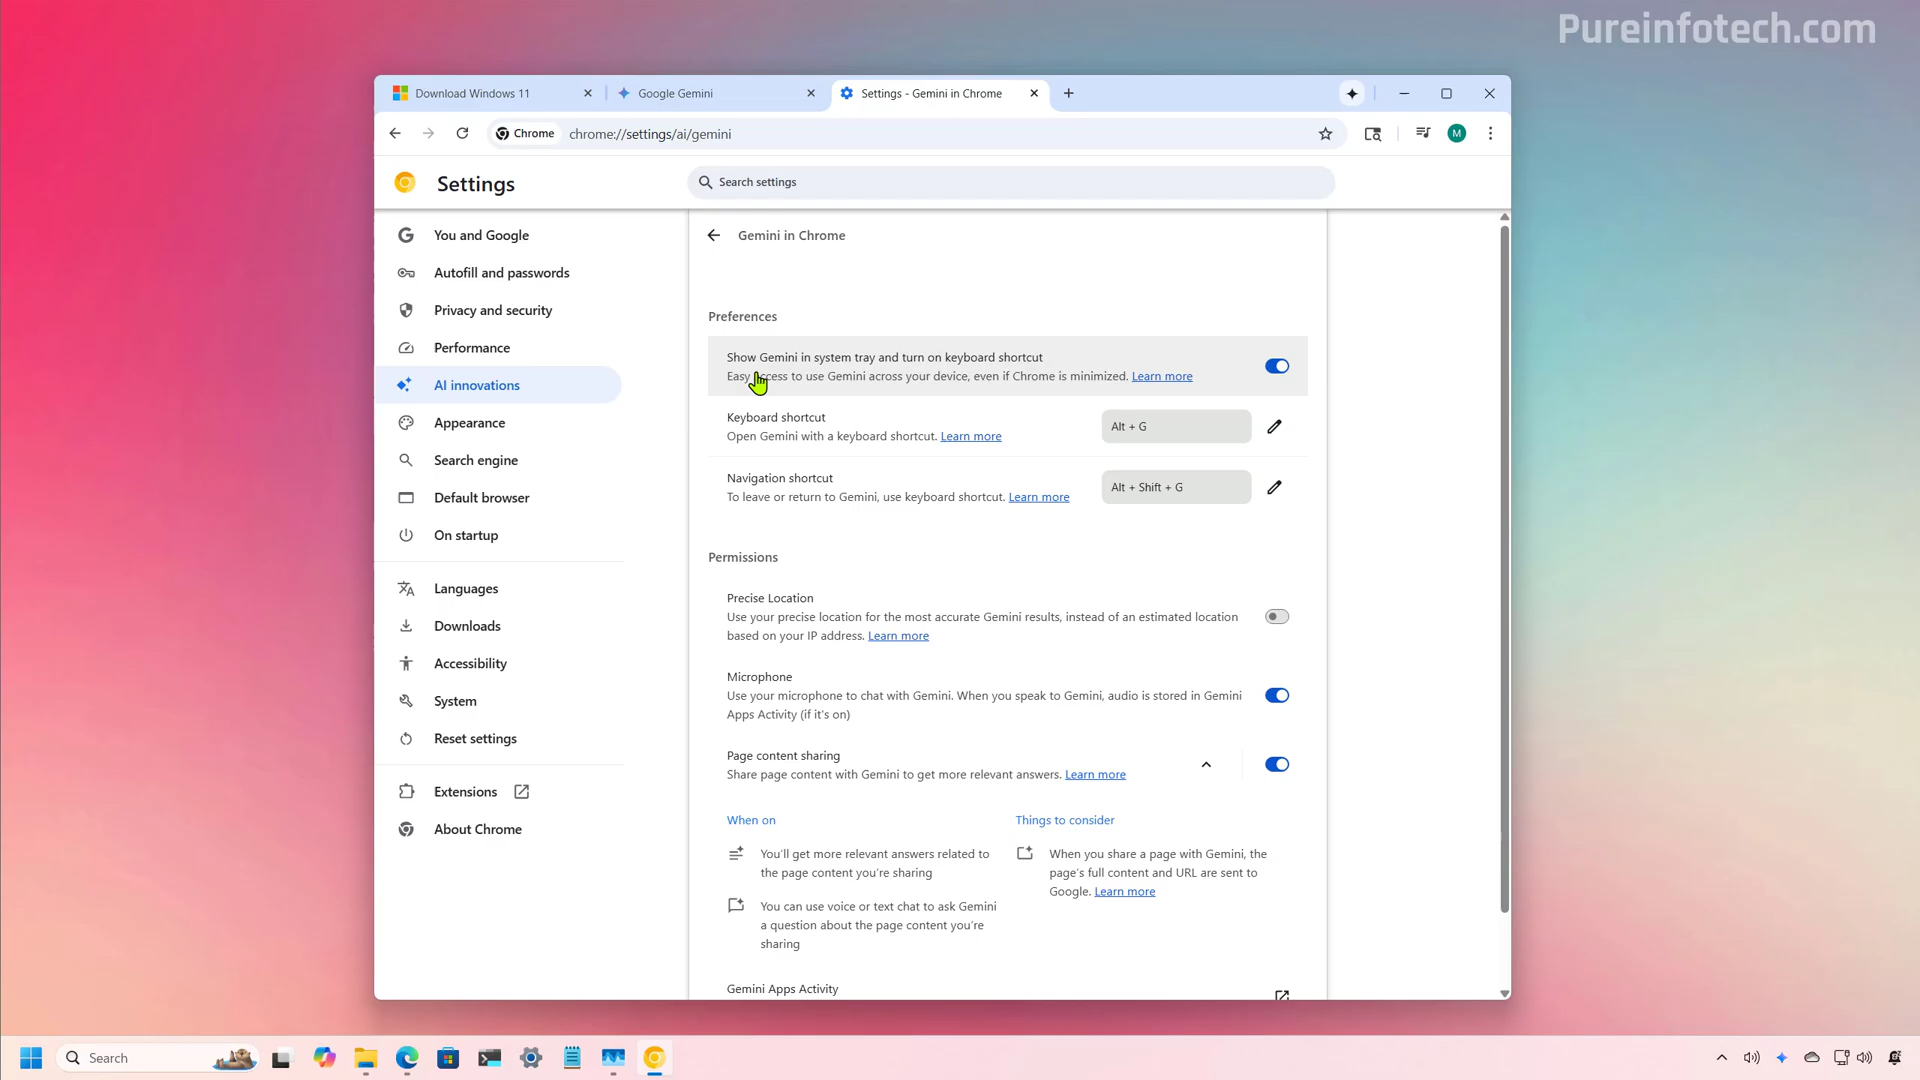 Pureinfotech.com
Download Windows 11
Google Gemini
Settings - Gemini in Chrome
Chrome
chrome://settings/ai/gemini
M
Settings
Search settings
You and Google
Autofill and passwords
Privacy and security
Performance
AI innovations
Appearance
Search engine
Default browser
On startup
Languages
Downloads
Accessibility
System
Reset settings
Extensions
About Chrome
Gemini in Chrome
Preferences
Show Gemini in system tray and turn on keyboard shortcut
Easy access to use Gemini across your device, even if Chrome is minimized. Learn more
Keyboard shortcut
Open Gemini with a keyboard shortcut. Learn more
Alt + G
Navigation shortcut
To leave or return to Gemini, use keyboard shortcut. Learn more
Alt + Shift + G
Permissions
Precise Location
Use your precise location for the most accurate Gemini results, instead of an estimated location
based on your IP address. Learn more
Microphone
Use your microphone to chat with Gemini. When you speak to Gemini, audio is stored in Gemini
Apps Activity (if it's on)
Page content sharing
Share page content with Gemini to get more relevant answers. Learn more
When on
You'll get more relevant answers related to
the page content you're sharing
You can use voice or text chat to ask Gemini
a question about the page content you're
sharing
Things to consider
When you share a page with Gemini, the
page's full content and URL are sent to
Google. Learn more
Gemini Apps Activity
Search